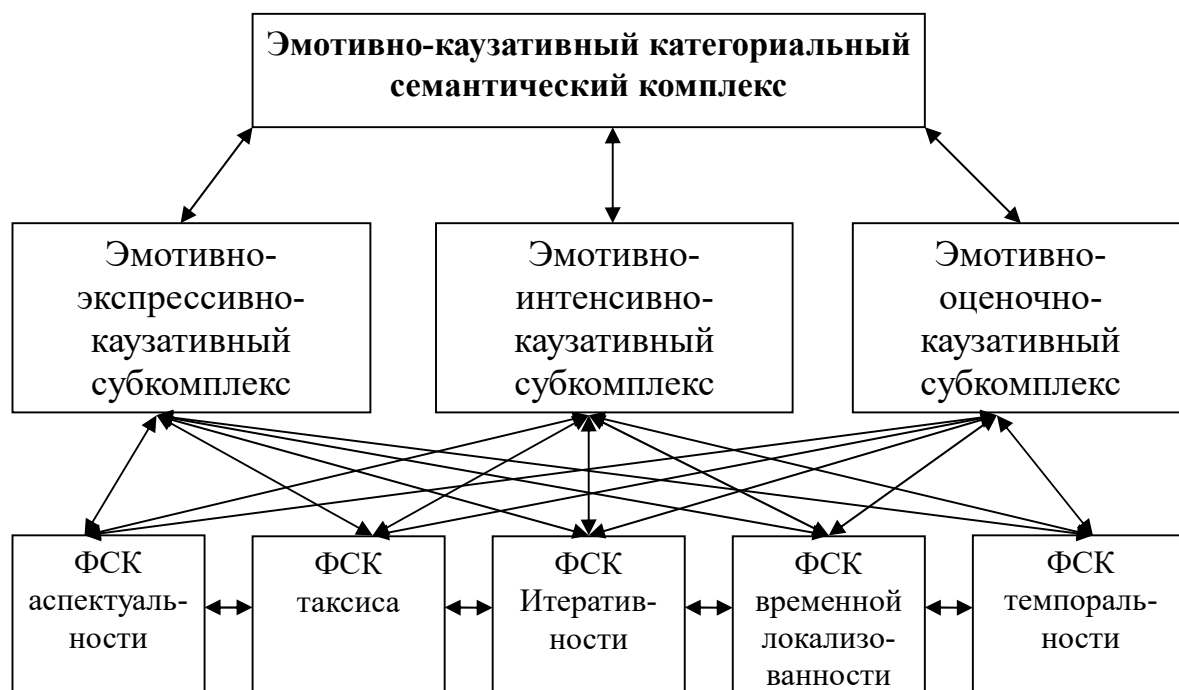 Эмотивно-каузативный категориальный
семантический комплекс
Эмотивно-
экспрессивно-
каузативный
субкомплекс
Эмотивно-
интенсивно-
каузативный
субкомплекс
Эмотивно-
оценочно-
каузативный
субкомплекс
ФСК
аспектуаль-
ности
ФСК
таксиса
ФСК
Итератив-
ности
ФСК
временной
локализо-
ванности
ФСК
темпораль-
ности